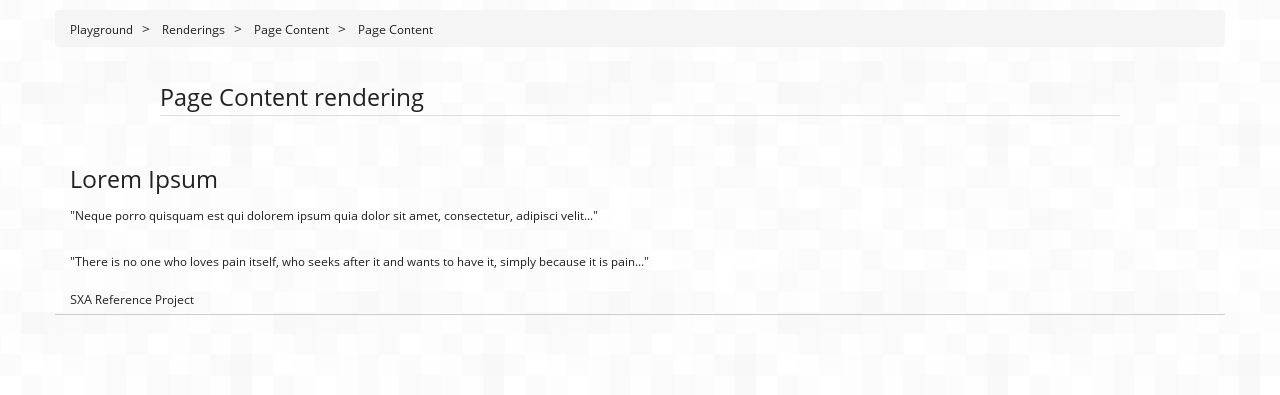 Playground > Renderings > Page Content > Page Content
Page Content rendering
Lorem Ipsum
"Neque porro quisquam est qui dolorem ipsum quia dolor sit amet, consectetur, adipisci velit..."
"There is no one who loves pain itself, who seeks after it and wants to have it, simply because it is pain..."
SXA Reference Project